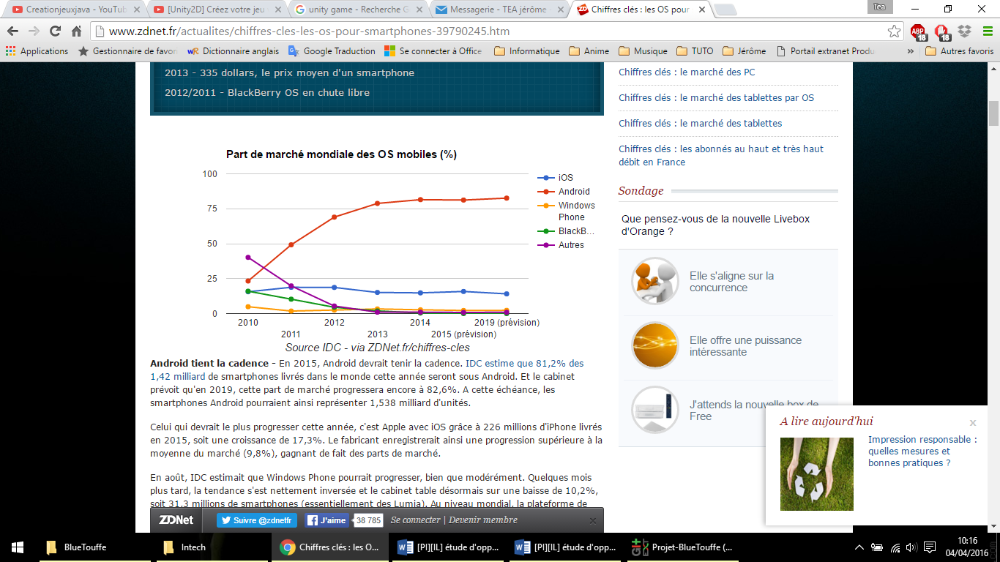 Creationjeuxjava - YouTub
[Unity2D] Créez votre jeu
unity game - Recherche G
Messagerie - TEA jérôme
Chiffres clés : les OS pour
Tea
www.zdnet.fr/actualites/chiffres-cles-les-os-pour-smartphones-39790245.htm
ABP 18 18
Applications Gestionnaire de favori wR Dictionnaire anglais Google Traduction Se connecter à Office Informatique Anime Musique TUTO Jérôme Portail extranet Produ » Autres favoris
2013 - 335 dollars, le prix moyen d'un smartphone
2012/2011 - BlackBerry OS en chute libre
Part de marché mondiale des OS mobiles (%)
100
75
50
25
0
2010
2011
2012
2013
2014
2015 (prévision)
2019 (prévision)
iOS
Android
Windows
Phone
BlackB...
Autres
Source IDC - via ZDNet.fr/chiffres-cles
Android tient la cadence - En 2015, Android devrait tenir la cadence. IDC estime que 81,2% des
1,42 milliard de smartphones livrés dans le monde cette année seront sous Android. Et le cabinet
prévoit qu'en 2019, cette part de marché progressera encore à 82,6%. A cette échéance, les
smartphones Android pourraient ainsi représenter 1,538 milliard d'unités.
Celui qui devrait le plus progresser cette année, c'est Apple avec iOS grâce à 226 millions d'iPhone livrés
en 2015, soit une croissance de 17,3%. Le fabricant enregistrerait ainsi une progression supérieure à la
moyenne du marché (9,8%), gagnant de fait des parts de marché.
En août, IDC estimait que Windows Phone pourrait progresser, bien que modérément. Quelques mois
plus tard, la tendance s'est nettement inversée et le cabinet table désormais sur une baisse de 10,2%,
soit 31,3 millions de smartphones (essentiellement des Lumia). Au niveau mondial, la plateforme de
ZDNet Suivre @zdnetfr J'aime 38 785 Se connecter | Devenir membre
Chiffres clés : le marché des PC
Chiffres clés : le marché des tablettes par OS
Chiffres clés : le marché des tablettes
Chiffres clés : les abonnés au haut et très haut
débit en France
Sondage
Que pensez-vous de la nouvelle Livebox
d'Orange ?
Elle s'aligne sur la
concurrence
Elle offre une puissance
intéressante
J'attends la nouvelle box de
Free
A lire aujourd'hui
x
Impression responsable :
quelles mesures et
bonnes pratiques ?
BlueTouffe
Intech
Chiffres clés : les O...
[PI][IL] étude d'opp...
[PI][IL] étude d'opp...
Projet-BlueTouffe (...
10:16
04/04/2016